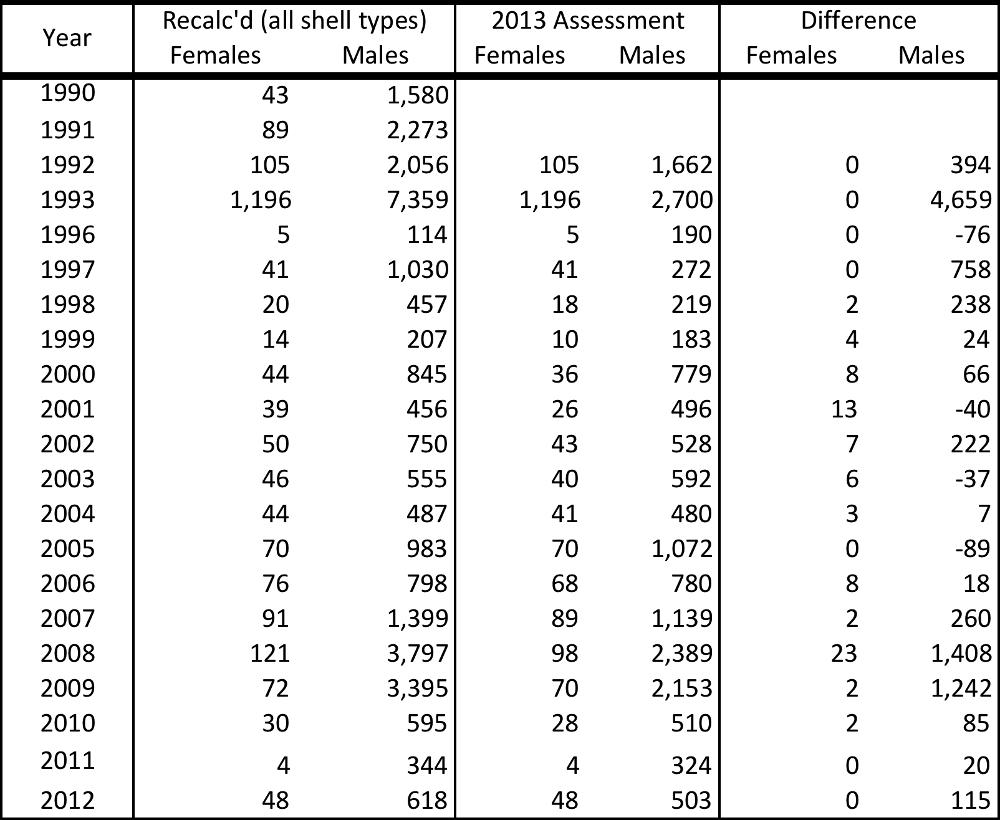 Year Recalc'd (all shell types) 2013 Assessment Difference
Females Males Females Males Females Males
1990 43 1,580
1991 89 2,273
1992 105 2,056 105 1,662 0 394
1993 1,196 7,359 1,196 2,700 0 4,659
1996 5 114 5 190 0 -76
1997 41 1,030 41 272 0 758
1998 20 457 18 219 2 238
1999 14 207 10 183 4 24
2000 44 845 36 779 8 66
2001 39 456 26 496 13 -40
2002 50 750 43 528 7 222
2003 46 555 40 592 6 -37
2004 44 487 41 480 3 7
2005 70 983 70 1,072 0 -89
2006 76 798 68 780 8 18
2007 91 1,399 89 1,139 2 260
2008 121 3,797 98 2,389 23 1,408
2009 72 3,395 70 2,153 2 1,242
2010 30 595 28 510 2 85
2011 4 344 4 324 0 20
2012 48 618 48 503 0 115